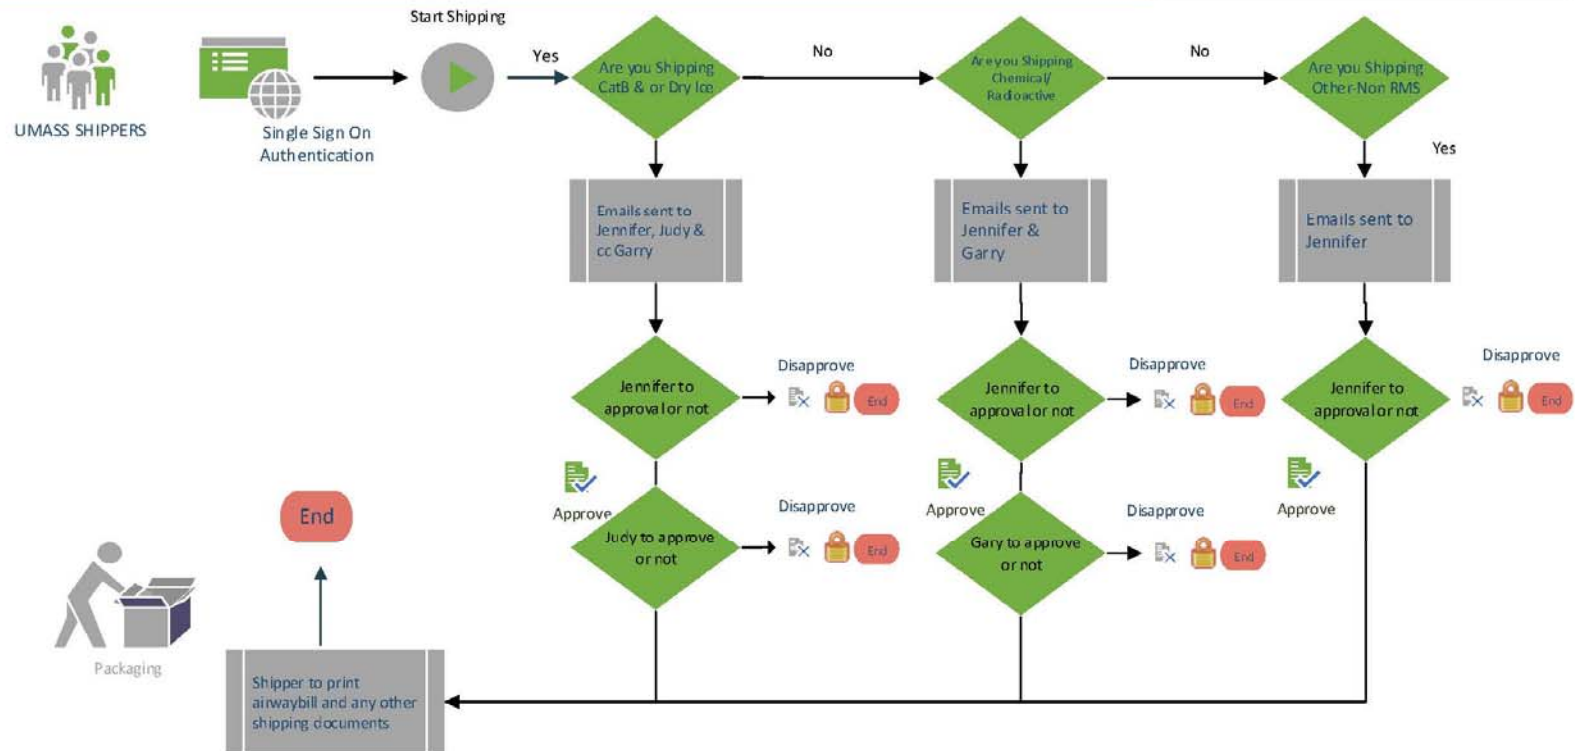 Start Shipping
UMASS SHIPPERS
Single Sign On
Authentication
Yes
Are you Shipping
CatB & or Dry Ice
No
Are you Shipping
Chemical/
Radioactive
No
Are you Shipping
Other-Non RMS
Yes
Emails sent to
Jennifer, Judy &
cc Garry
Emails sent to
Jennifer &
Garry
Emails sent to
Jennifer
Jennifer to
approval or not
Disapprove
End
Jennifer to
approval or not
Disapprove
End
Jennifer to
approval or not
Disapprove
End
Approve
Judy to approve
or not
Disapprove
End
Approve
Gary to approve
or not
Disapprove
End
Approve
End
Packaging
Shipper to print
airwaybill and any other
shipping documents